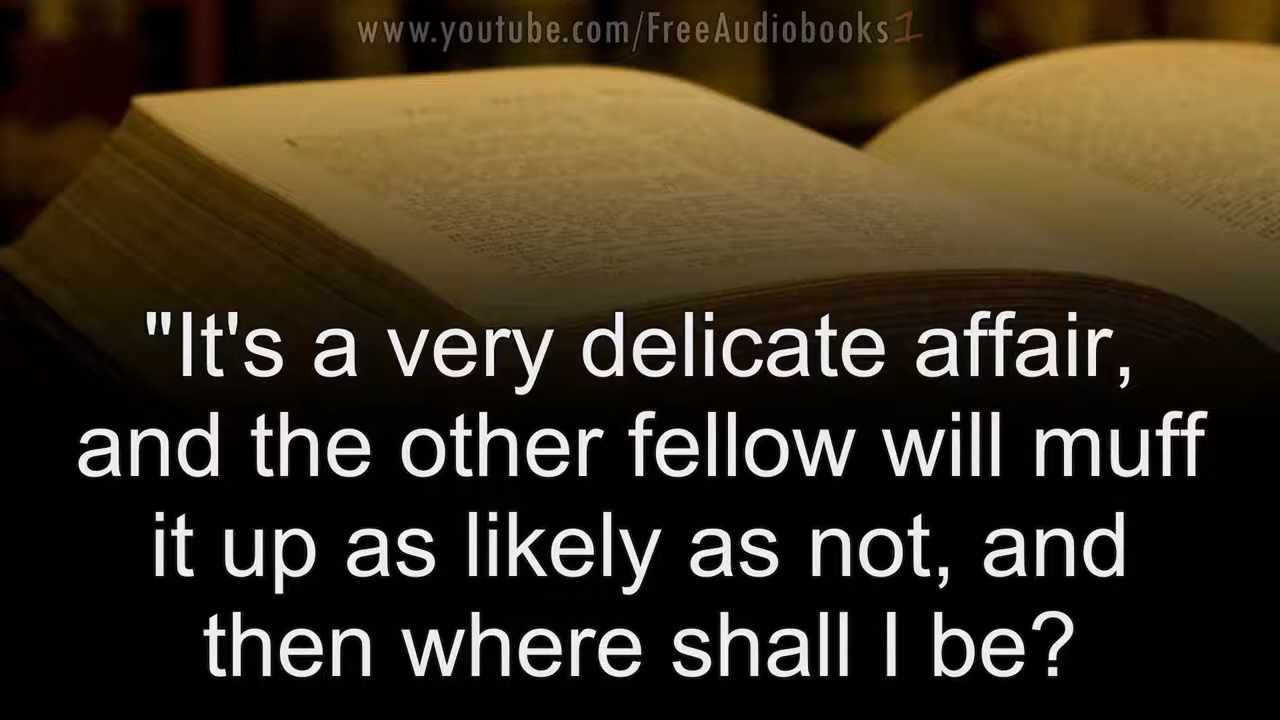 www.youtube.com/FreeAudiobooks1
"It's a very delicate affair,
and the other fellow will muff
it up as likely as not, and
then where shall I be?